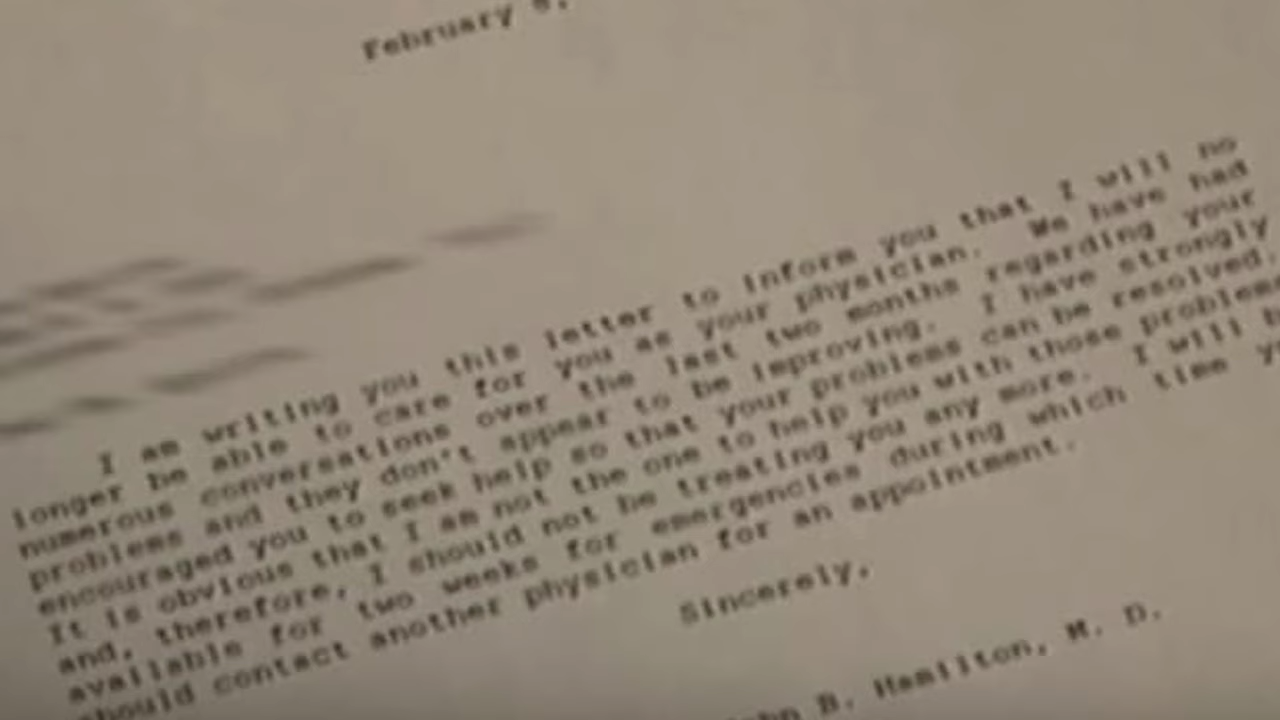 February
I am writing you this letter to inform you that I will no
longer be able to care for you as your physician. We have had
numerous conversations over the last two months regarding your
problems and they don't appear to be improving. I have strongly
encouraged you to seek help so that your problems can be resolved.
It is obvious that I am not the one to help you with those problems
and, therefore, I should not be treating you any more. I will
available for two weeks for emergencies during which time
should contact another physician for an appointment.
Sincerely,
B. Hamilton, M. D.